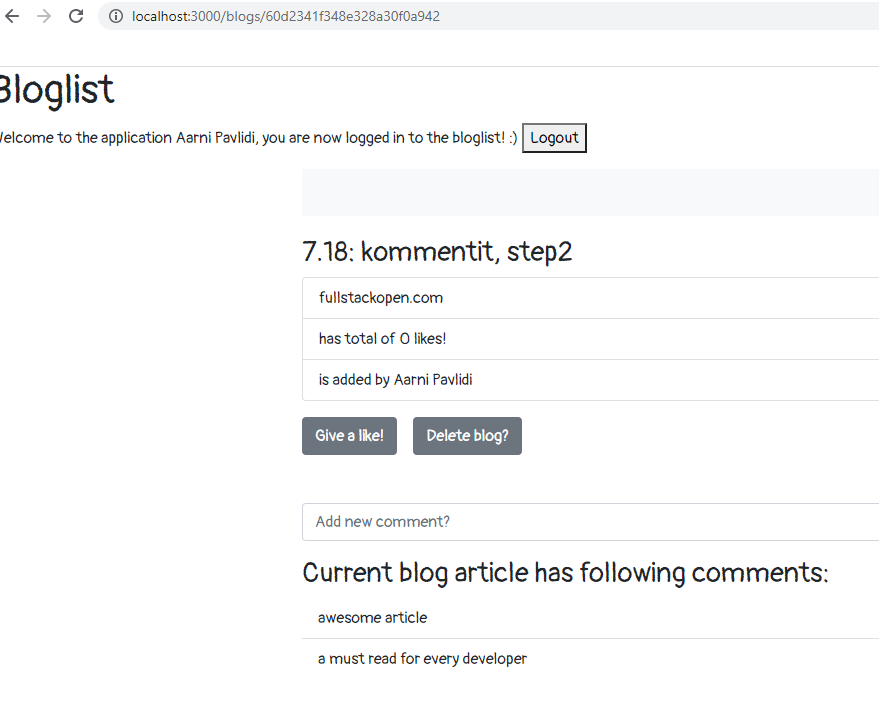 localhost:3000/blogs/60d2341f348e328a30f0a942
Bloglist
Welcome to the application Aarni Pavlidi, you are now logged in to the bloglist! :) Logout
7.18: kommentit, step2
fullstackopen.com
has total of 0 likes!
is added by Aarni Pavlidi
Give a like! Delete blog?
Add new comment?
Current blog article has following comments:
awesome article
a must read for every developer